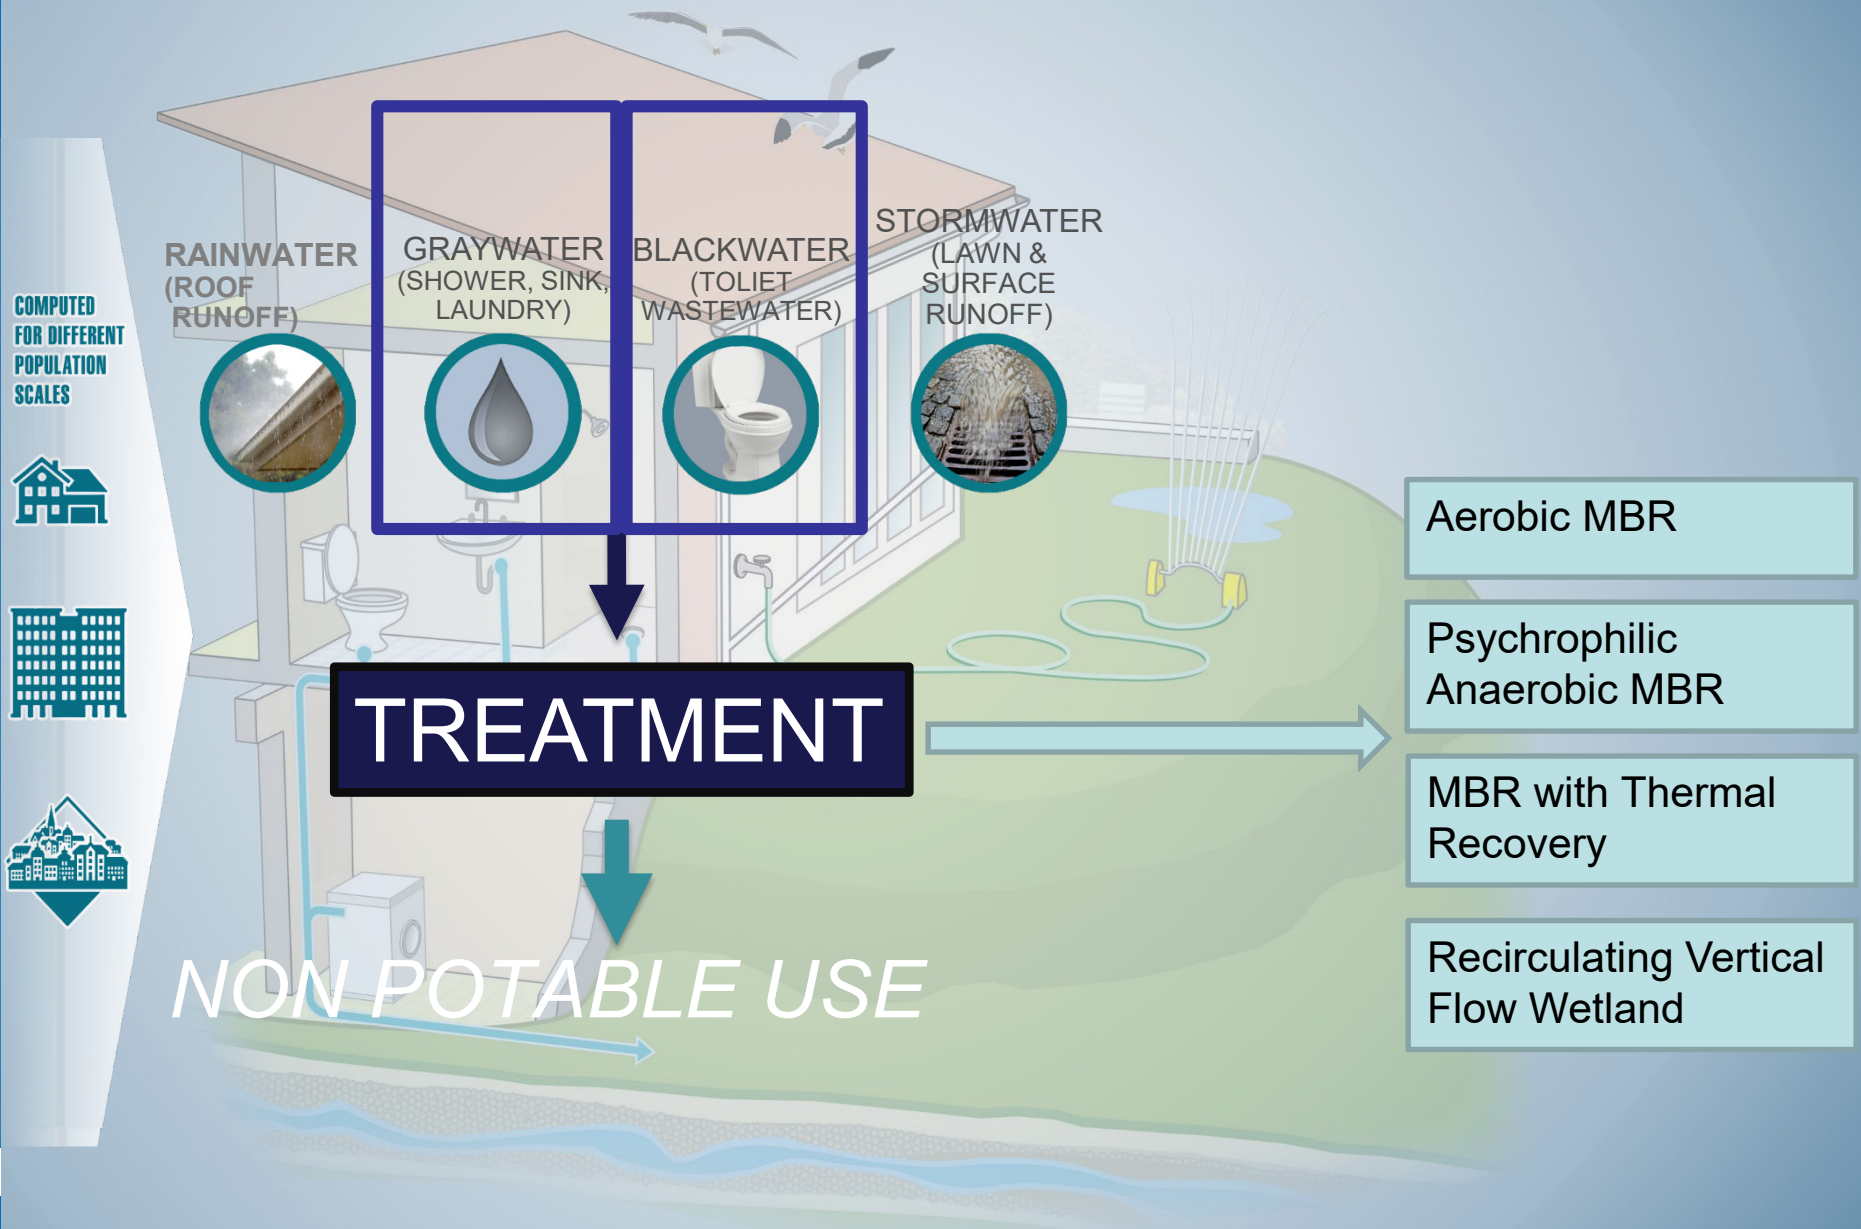 COMPUTED
FOR DIFFERENT
POPULATION
SCALES
RAINWATER
(ROOF
RUNOFF)
GRAYWATER
(SHOWER, SINK,
LAUNDRY)
BLACKWATER
(TOLIET
WASTEWATER)
STORMWATER
(LAWN &
SURFACE
RUNOFF)
TREATMENT
NON POTABLE USE
Aerobic MBR
Psychrophilic
Anaerobic MBR
MBR with Thermal
Recovery
Recirculating Vertical
Flow Wetland